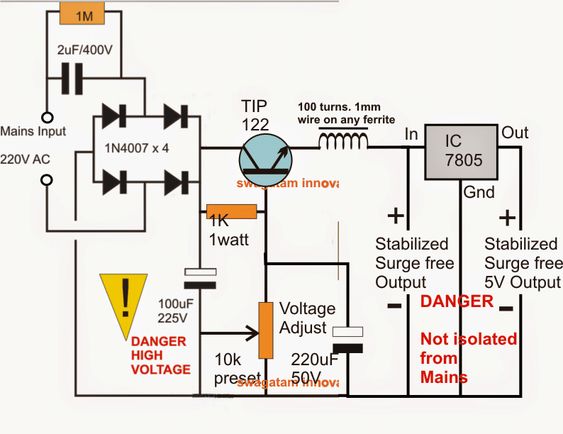 1M
2uF/400V
Mains Input
220V AC
1N4007 x 4
TIP
122
100 turns. 1mm
wire on any ferrite
In
IC
7805
Out
Gnd
swagatam innova
1K
1watt
+
Stabilized
Surge free
Output
-
+
Stabilized
Surge free
5V Output
-
!
100uF
225V
DANGER
HIGH
VOLTAGE
Voltage
Adjust
10k
preset
220uF
50V
swagatam innova
DANGER
Not isolated
from
Mains